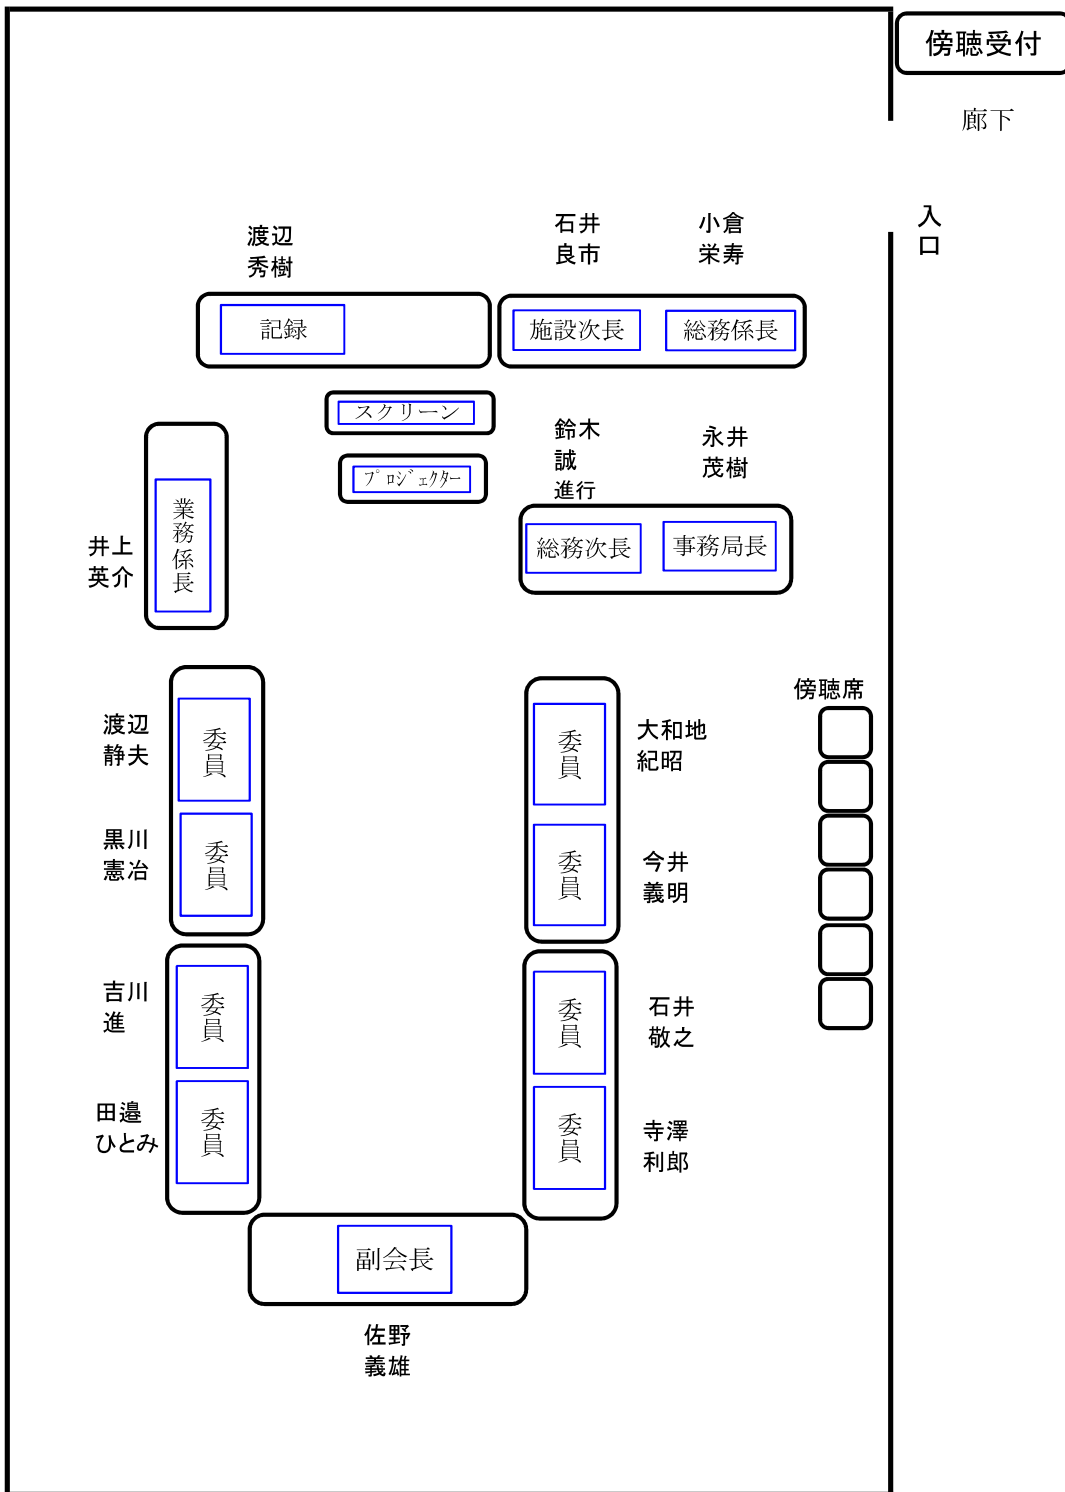 傍聴受付
廊下
入
口
渡辺
秀樹
石井
良市
小倉
栄寿
記録
施設次長
総務係長
スクリーン
プロジェクター
鈴木
誠
進行
永井
茂樹
総務次長
事務局長
井上
英介
業務係長
傍聴席
渡辺
静夫
委員
委員
大和地
紀昭
黒川
憲冶
委員
委員
今井
義明
吉川
進
委員
委員
石井
敬之
田邉
ひとみ
委員
委員
寺澤
利郎
副会長
佐野
義雄